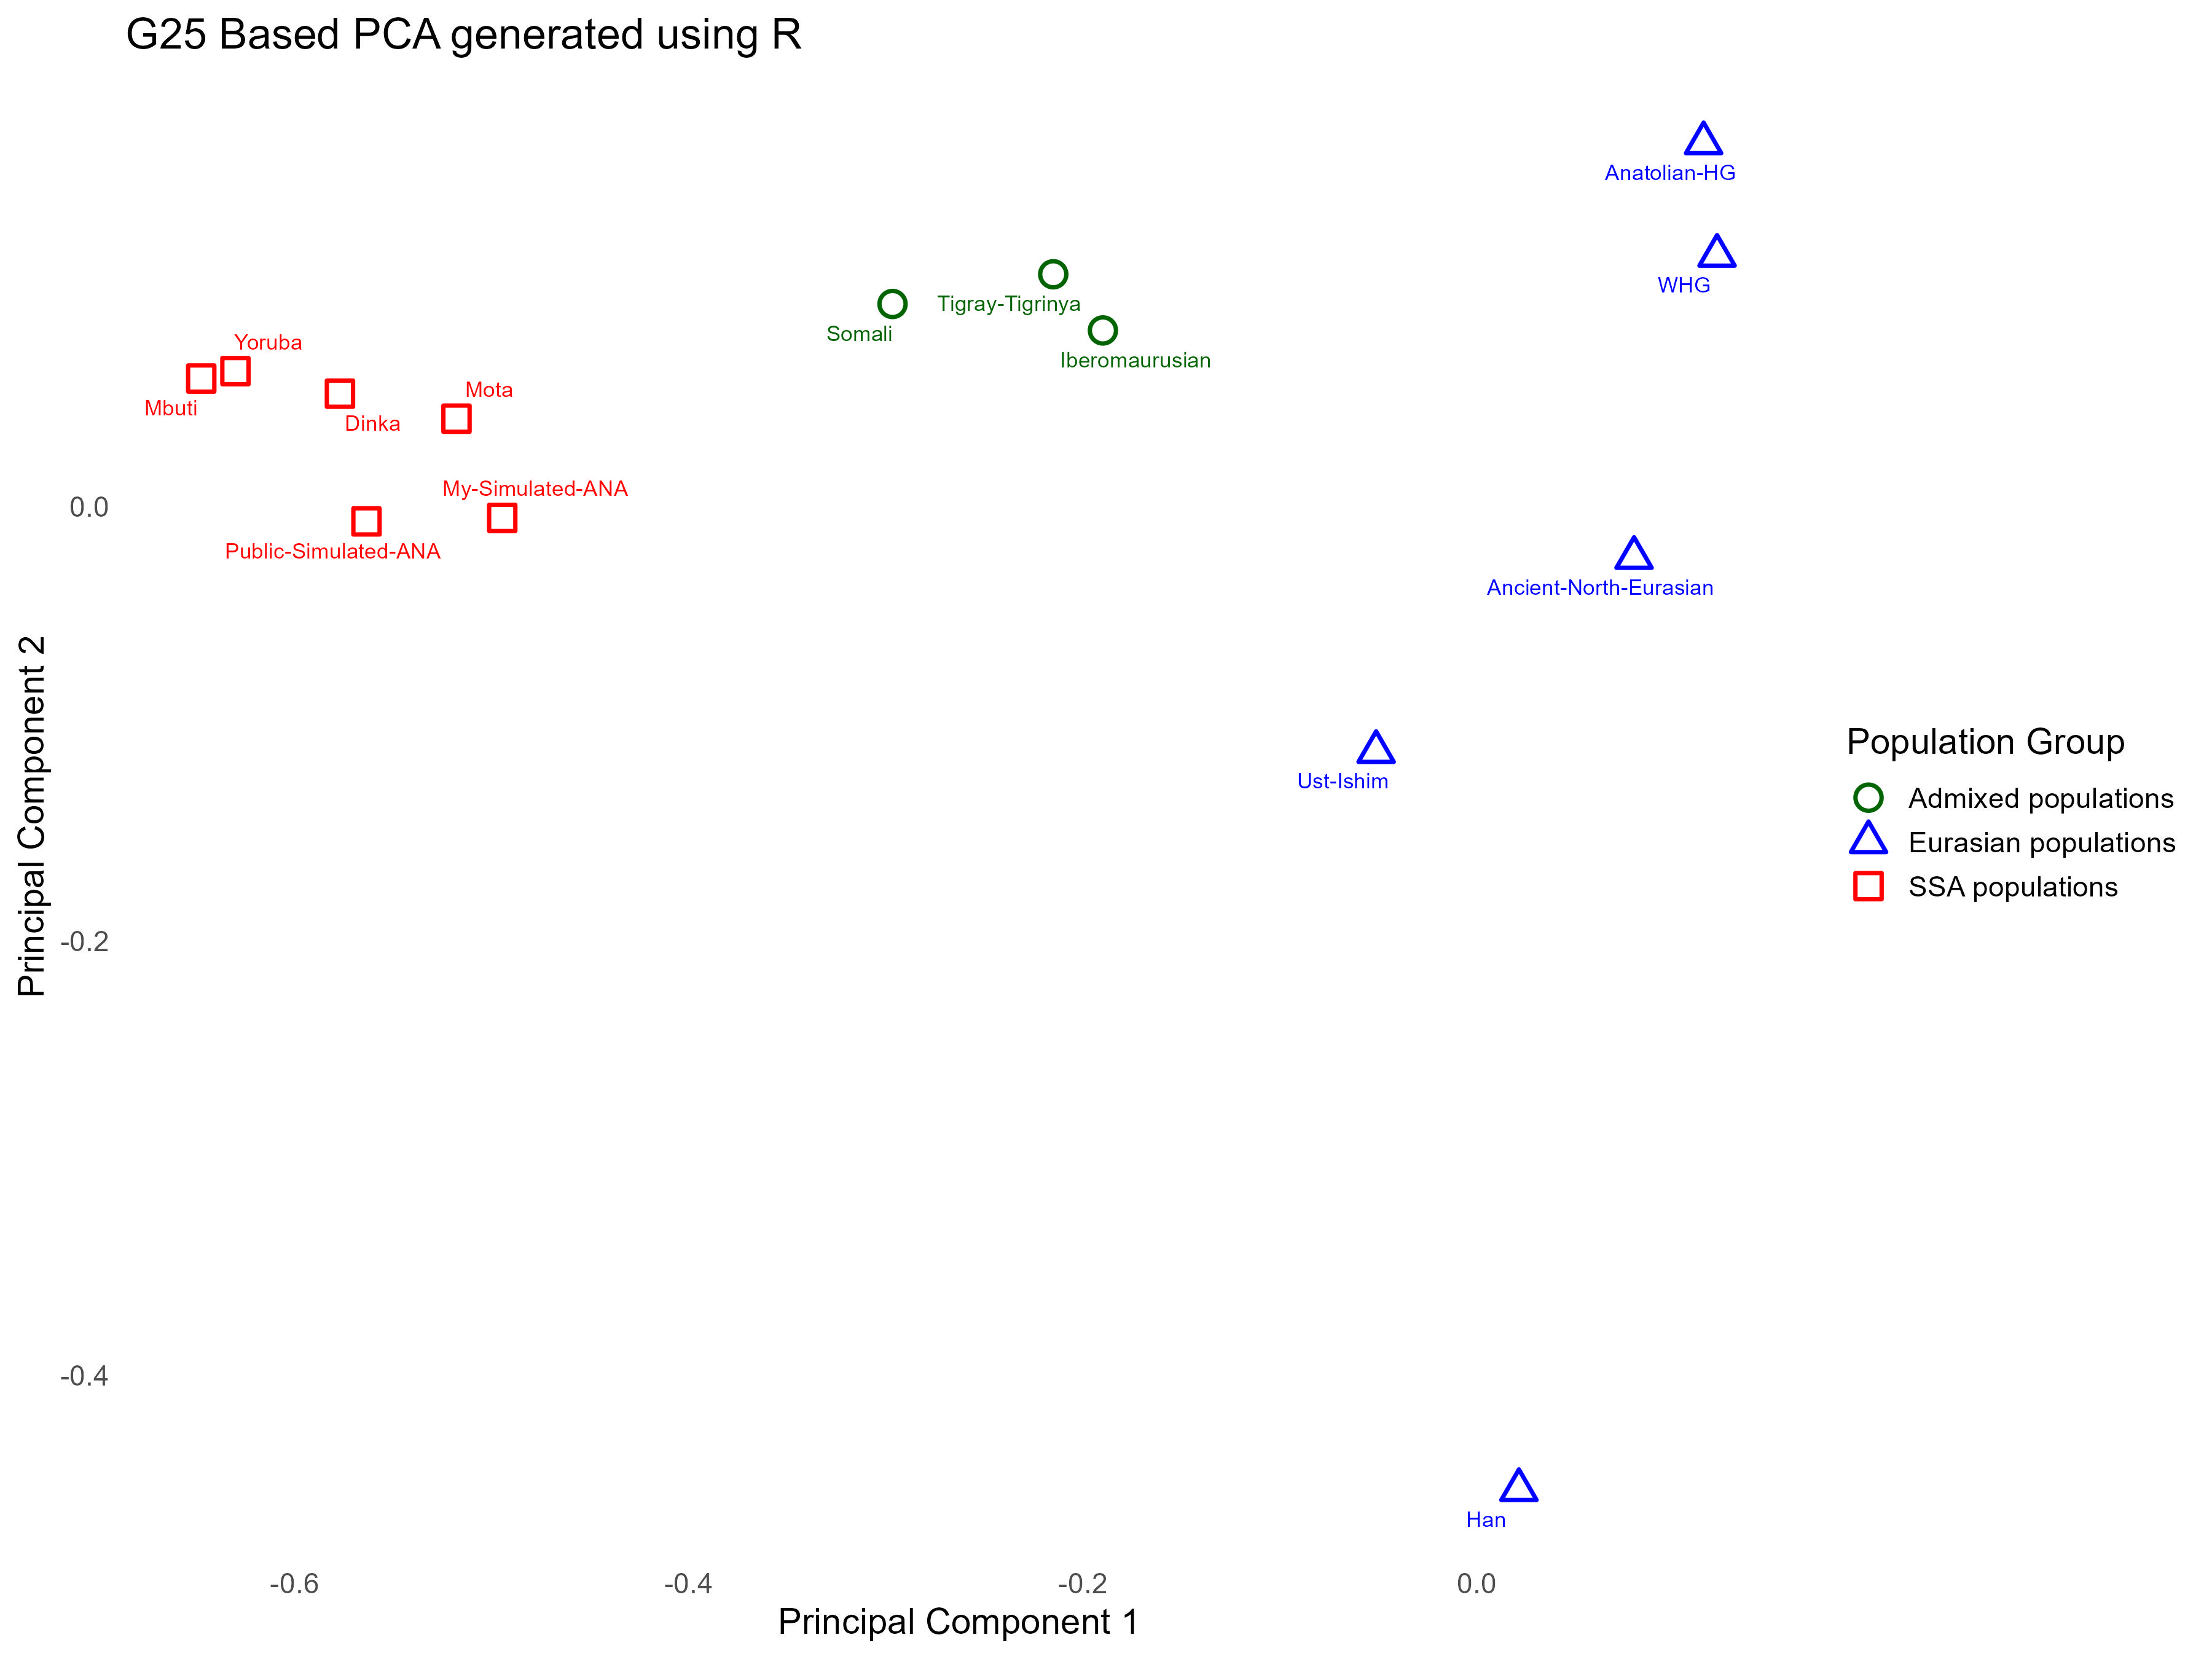 G25 Based PCA generated using R
Anatolian-HG
WHG
Tigray-Tigrinya
Somali
Iberomaurusian
Yoruba
Mbuti
Mota
Dinka
My-Simulated-ANA
0.0
Public-Simulated-ANA
Ancient-North-Eurasian
Principal Component 2
Ust-Ishim
Population Group
Admixed populations
Eurasian populations
SSA populations
-0.2
-0.4
Han
-0.6
-0.4
-0.2
0.0
Principal Component 1